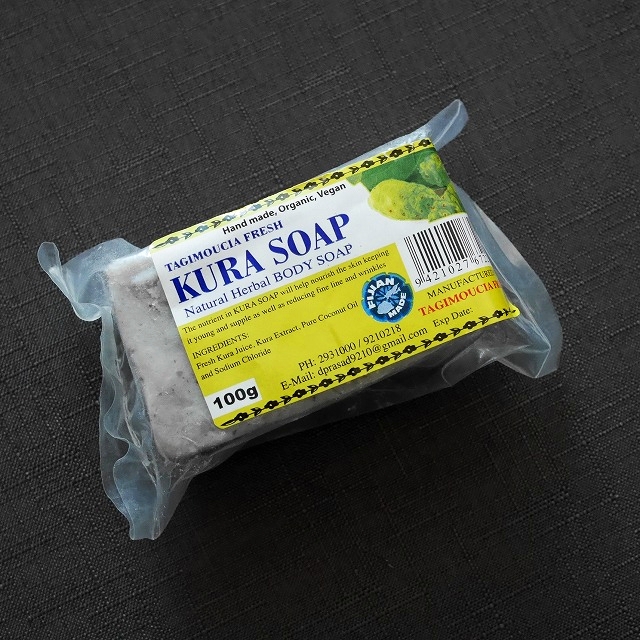 Hand made, Organic, Vegan
TAGIMOUCIA FRESH
KURA SOAP
Natural Herbal BODY SOAP
The nutrient in KURA SOAP will help nourish the skin keeping
it young and supple as well as reducing fine line and wrinkles
INGREDIENTS:
Fresh Kura Juice, Kura Extract, Pure Coconut Oil
and Sodium Chloride
100g
PH: 2931000 / 9210218
E-Mail: dprasad9210@gmail.com
FIJIAN
MADE
9 421027
MANUFACTURE
TAGIMOUCIA
Exp Date: